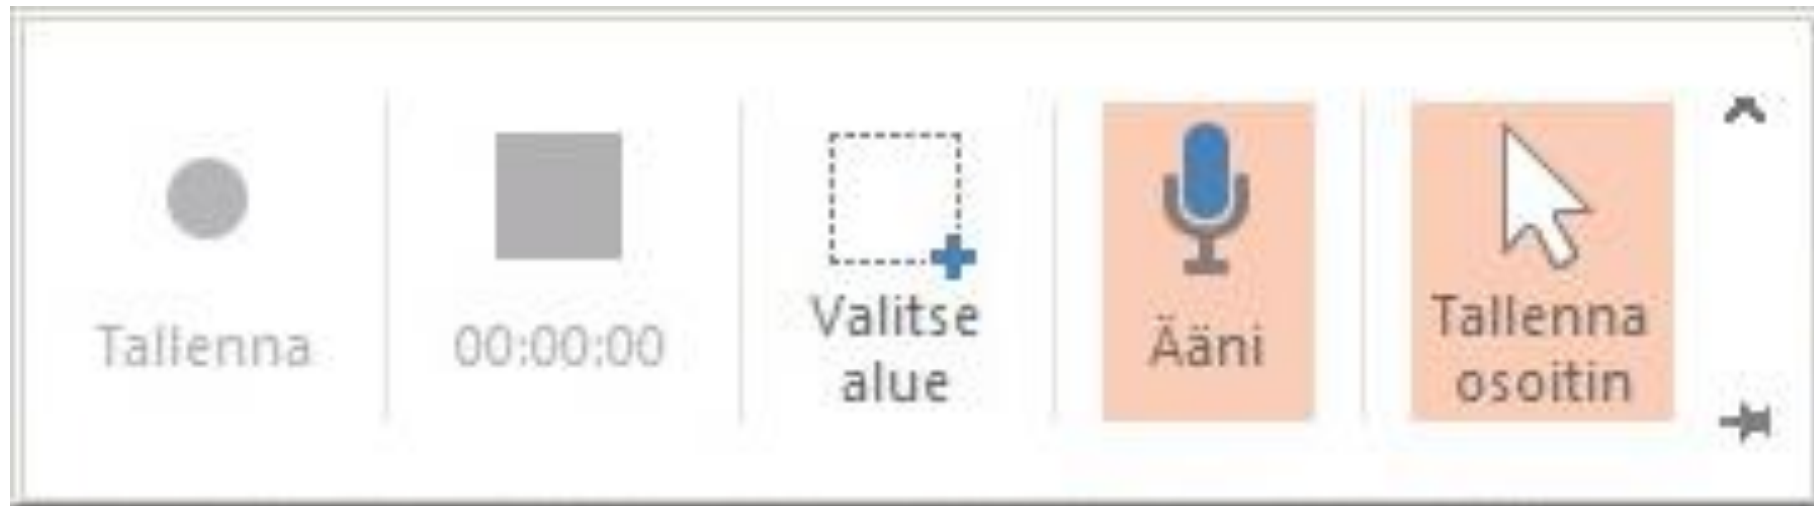 Tallenna
00:00:00
Valitse
alue
Ääni
Tallenna
osoitin